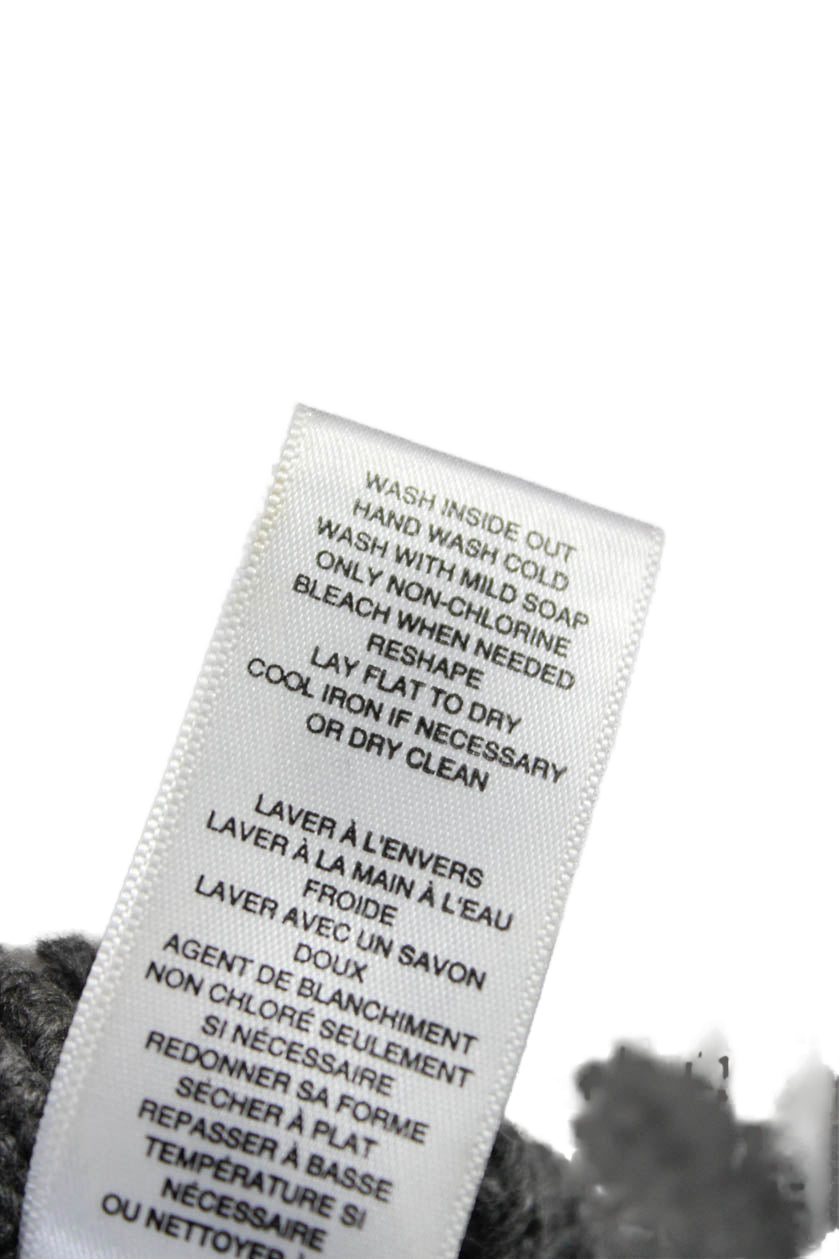 WASH INSIDE OUT
HAND WASH COLD
WASH WITH MILD SOAP
ONLY NON-CHLORINE
BLEACH WHEN NEEDED
RESHAPE
LAY FLAT TO DRY
COOL IRON IF NECESSARY
OR DRY CLEAN
LAVER À L'ENVERS
LAVER À LA MAIN À L'EAU
FROIDE
LAVER AVEC UN SAVON
DOUX
AGENT DE BLANCHIMENT
NON CHLORÉ SEULEMENT
SI NÉCESSAIRE
REDONNER SA FORME
SÉCHER À PLAT
REPASSER À BASSE
TEMPÉRATURE SI
NÉCESSAIRE
OU NETTOYER À